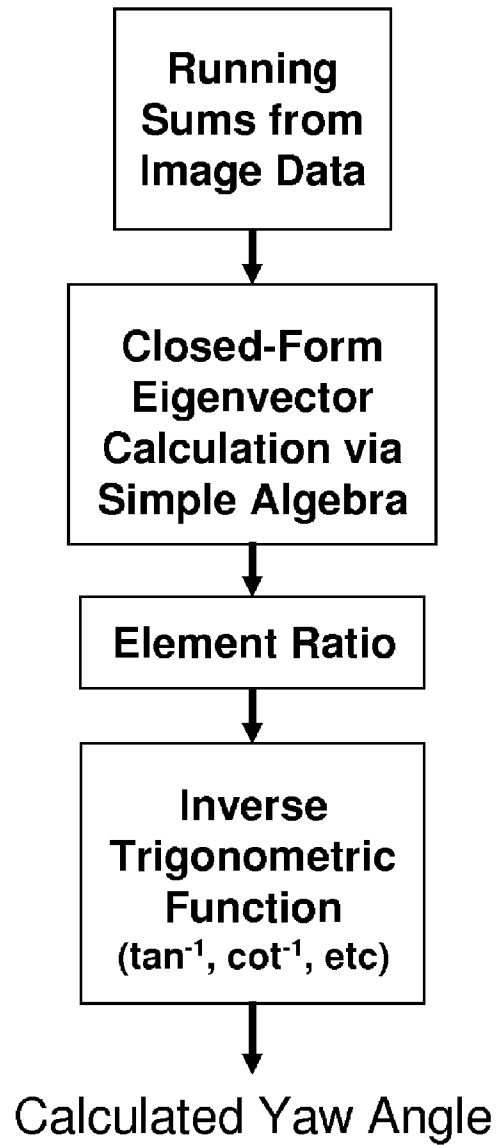 Running
Sums from
Image Data
Closed-Form
Eigenvector
Calculation via
Simple Algebra
Element Ratio
Inverse
Trigonometric
Function
(tan⁻¹, cot⁻¹, etc)
Calculated Yaw Angle